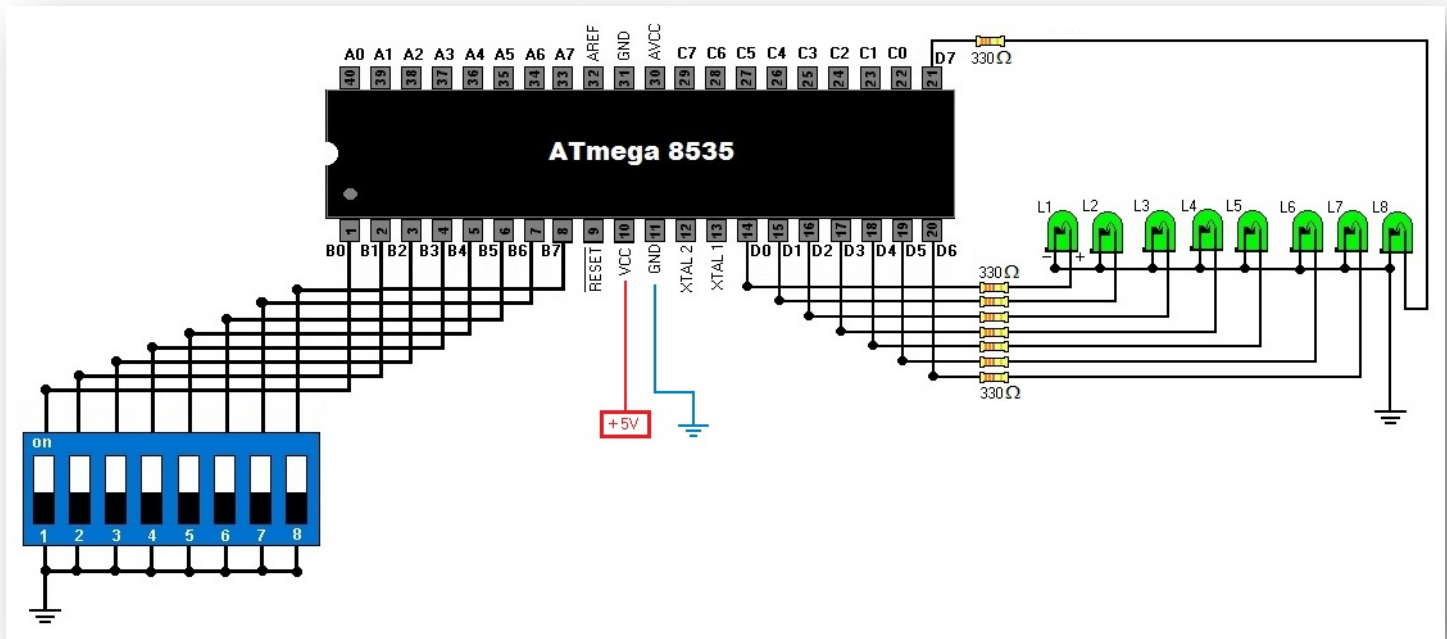 A0 A1 A2 A3 A4 A5 A6 A7 AREF GND AVCC C7 C6 C5 C4 C3 C2 C1 C0 D7
40 39 38 37 36 35 34 33 32 31 30 29 28 27 26 25 24 23 22 21
330Ω
ATmega 8535
1 2 3 4 5 6 7 8 9 10 11 12 13 14 15 16 17 18 19 20
B0 B1 B2 B3 B4 B5 B6 B7 RESET VCC GND XTAL 2 XTAL 1 D0 D1 D2 D3 D4 D5 D6
L1 L2 L3 L4 L5 L6 L7 L8
− +
330Ω
330Ω
+5V
on
1 2 3 4 5 6 7 8